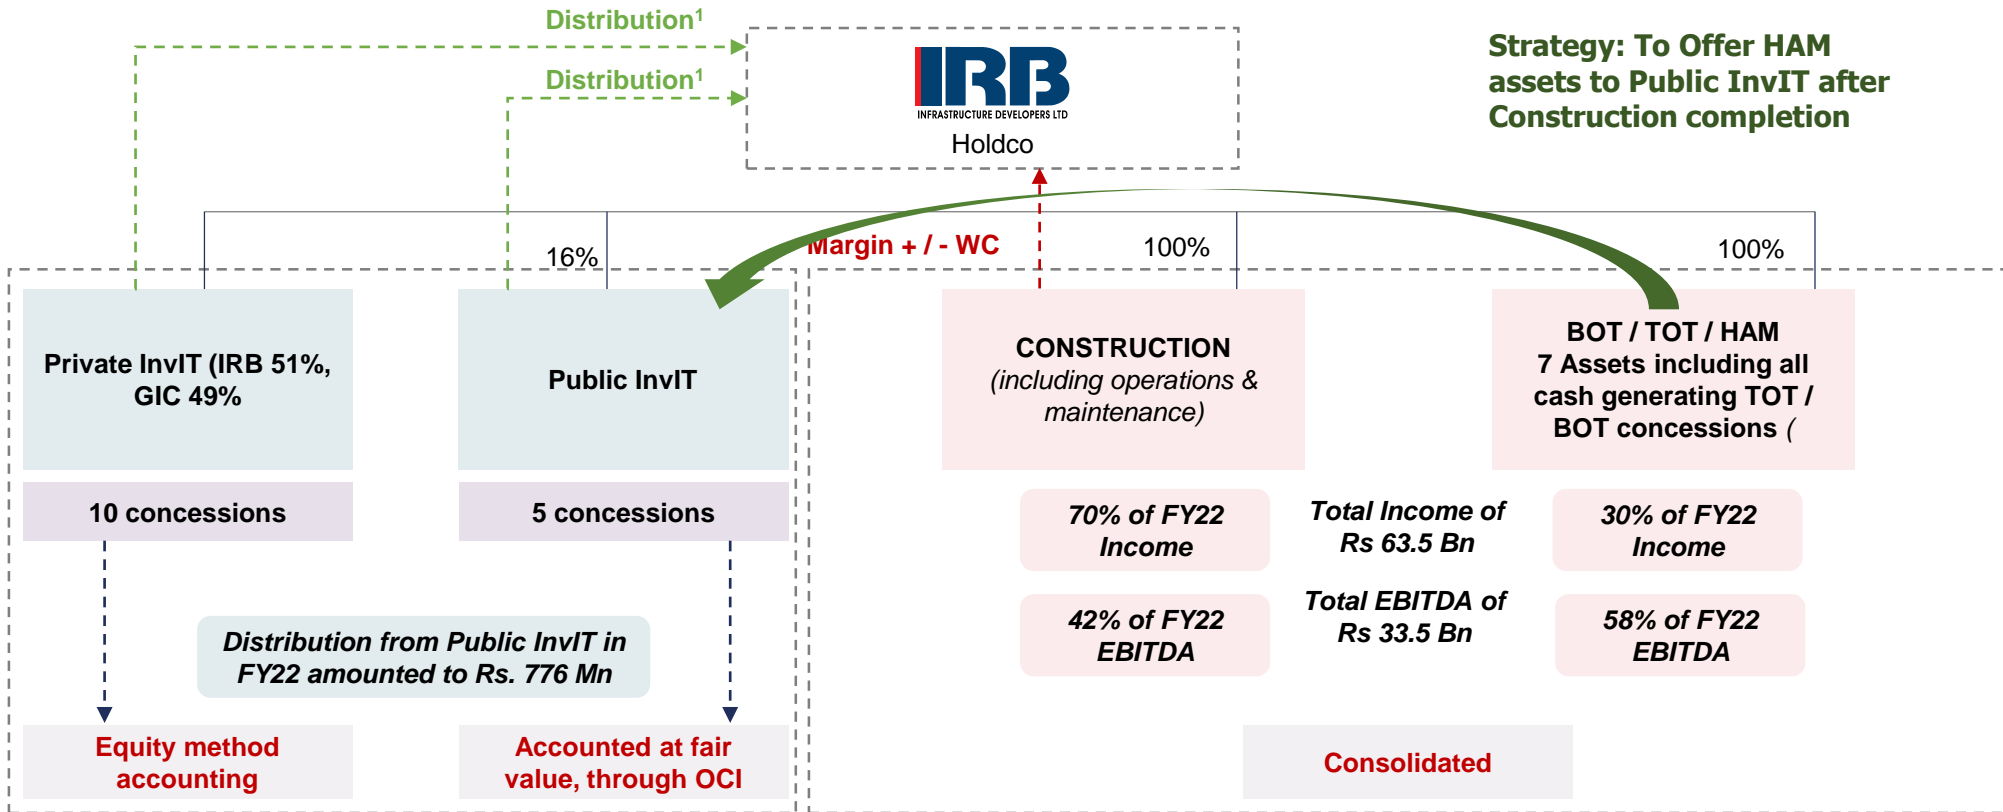 Distribution1
Distribution1
IRB
INFRASTRUCTURE DEVELOPERS LTD
Holdco
Strategy: To Offer HAM
assets to Public InvIT after
Construction completion
16%
Margin + / - WC
100%
100%
Private InvIT (IRB 51%,
GIC 49%
Public InvIT
CONSTRUCTION
(including operations &
maintenance)
BOT / TOT / HAM
7 Assets including all
cash generating TOT /
BOT concessions (
10 concessions
5 concessions
70% of FY22
Income
Total Income of
Rs 63.5 Bn
30% of FY22
Income
42% of FY22
EBITDA
Total EBITDA of
Rs 33.5 Bn
58% of FY22
EBITDA
Distribution from Public InvIT in
FY22 amounted to Rs. 776 Mn
Equity method
accounting
Accounted at fair
value, through OCI
Consolidated